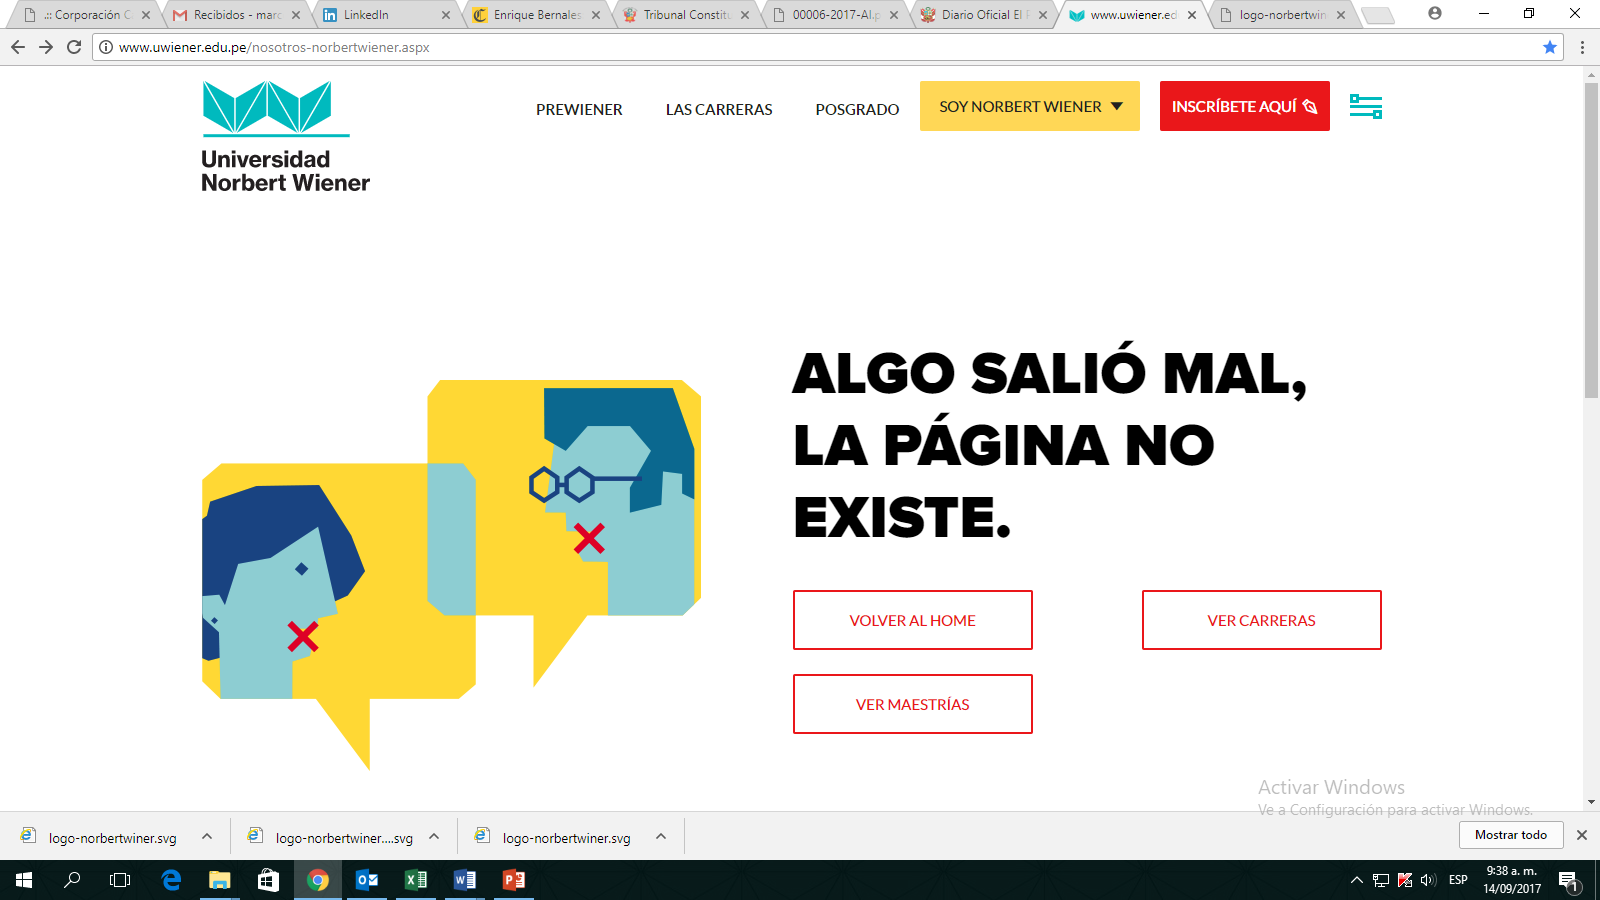 .:: Corporación C
Recibidos - marc
LinkedIn
Enrique Bernales
Tribunal Constitu
00006-2017-AI.p
Diario Oficial El P
www.uwiener.ed
logo-norbertwin
www.uwiener.edu.pe/nosotros-norbertwiener.aspx
PREWIENER
LAS CARRERAS
POSGRADO
SOY NORBERT WIENER
INSCRÍBETE AQUÍ
Universidad
Norbert Wiener
ALGO SALIÓ MAL,
LA PÁGINA NO
EXISTE.
VOLVER AL HOME
VER CARRERAS
VER MAESTRÍAS
Activar Windows
Ve a Configuración para activar Windows.
logo-norbertwiner.svg
logo-norbertwiner....svg
logo-norbertwiner.svg
Mostrar todo
ESP
9:38 a. m.
14/09/2017
1